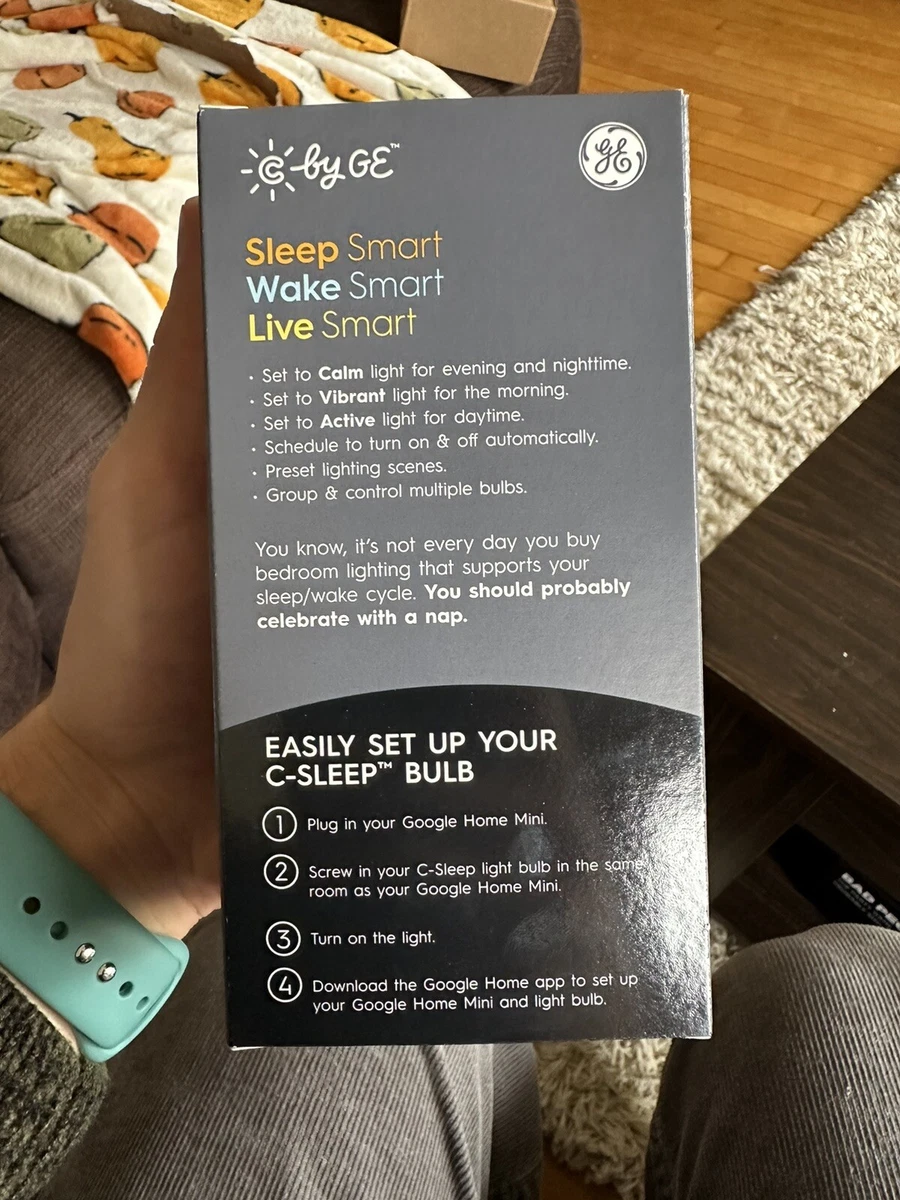 C by GE™
GE
Sleep Smart
Wake Smart
Live Smart
· Set to Calm light for evening and nighttime.
· Set to Vibrant light for the morning.
· Set to Active light for daytime.
· Schedule to turn on & off automatically.
· Preset lighting scenes.
· Group & control multiple bulbs.
You know, it's not every day you buy
bedroom lighting that supports your
sleep/wake cycle. You should probably
celebrate with a nap.
EASILY SET UP YOUR
C-SLEEP™ BULB
1 Plug in your Google Home Mini.
2 Screw in your C-Sleep light bulb in the same
room as your Google Home Mini.
3 Turn on the light.
4 Download the Google Home app to set up
your Google Home Mini and light bulb.